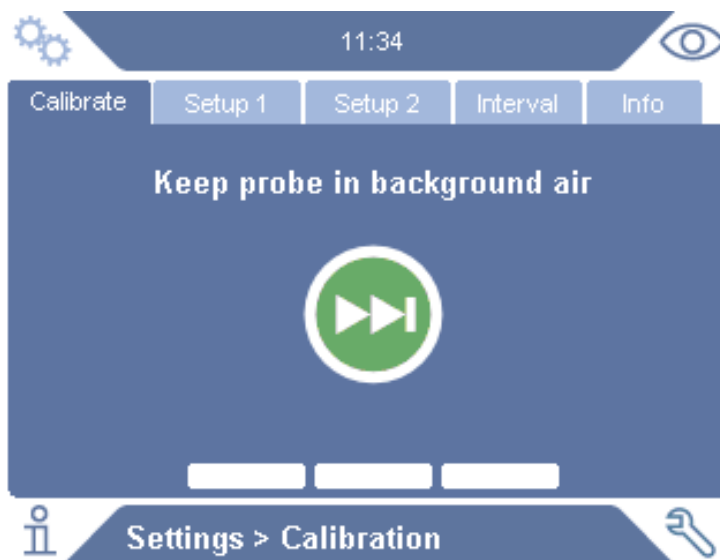 11:34
Calibrate Setup 1 Setup 2 Interval Info
Keep probe in background air
Settings > Calibration